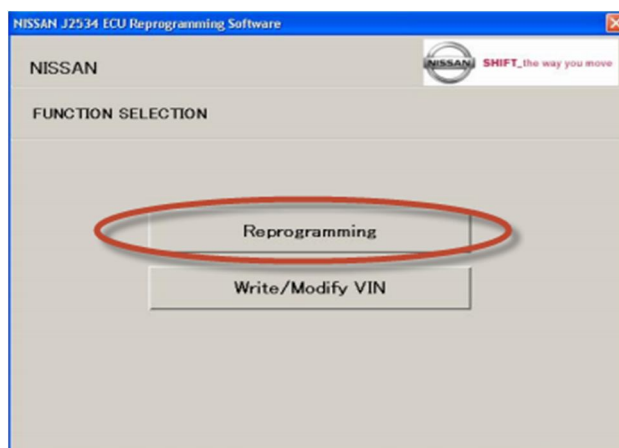 NISSAN J2534 ECU Reprogramming Software
NISSAN
NISSAN SHIFT_the way you move
FUNCTION SELECTION
Reprogramming
Write/Modify VIN